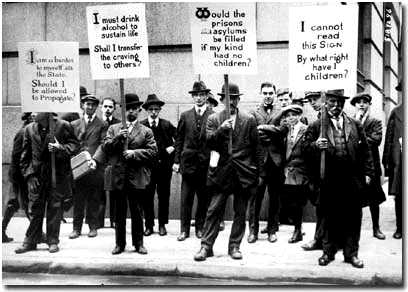 I am a burden
to myself and
the State.
Should I
be allowed
to Propagate?
I must drink
alcohol to
sustain life
Shall I transfer
the craving
to others?
Would the
prisons
asylums
be filled
if my kind
had no
children?
I cannot
read
this Sign
By what
right have I
children?